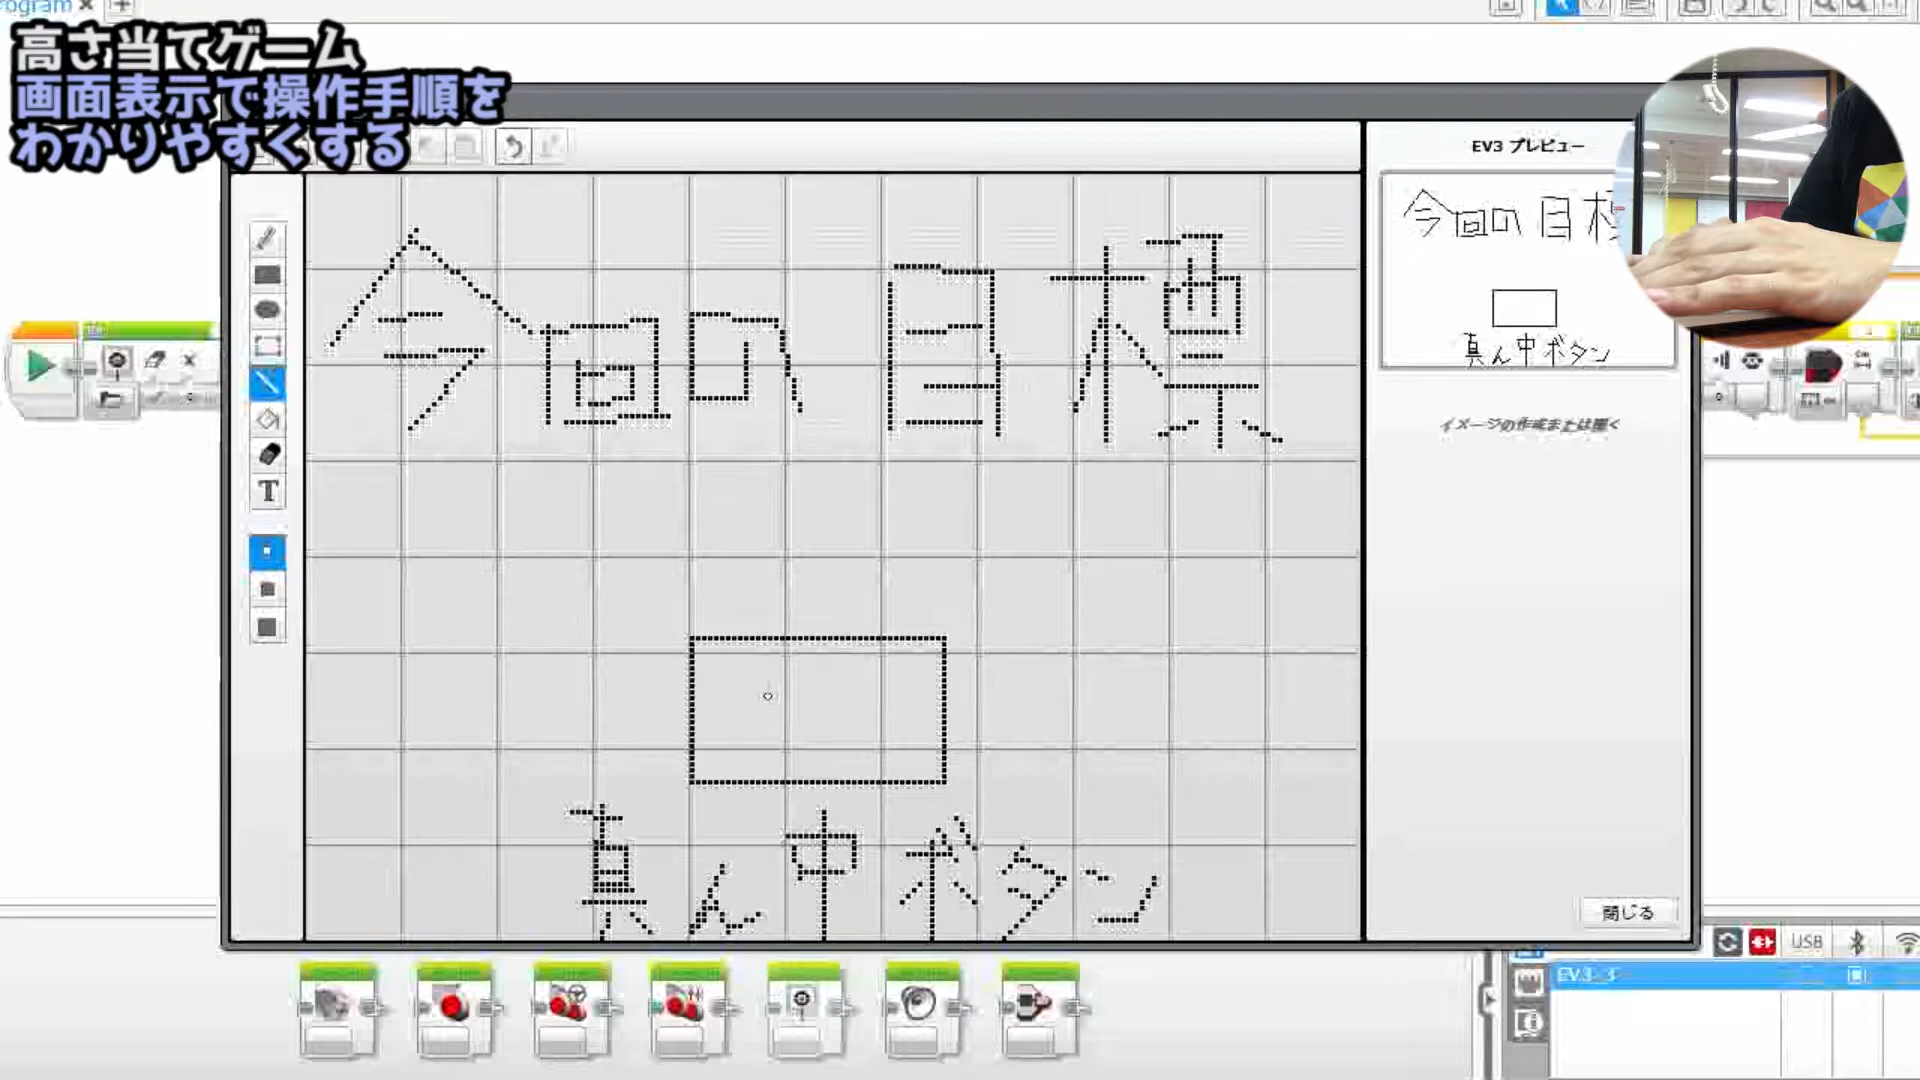 rogram
高さ当てゲーム
画面表示で操作手順を
わかりやすくする
EV3 プレビュー
今回の目標
真ん中ボタン
今回の目標
真ん中ボタン
イメージの作成または開く
T
閉じる
USB
EV3-3